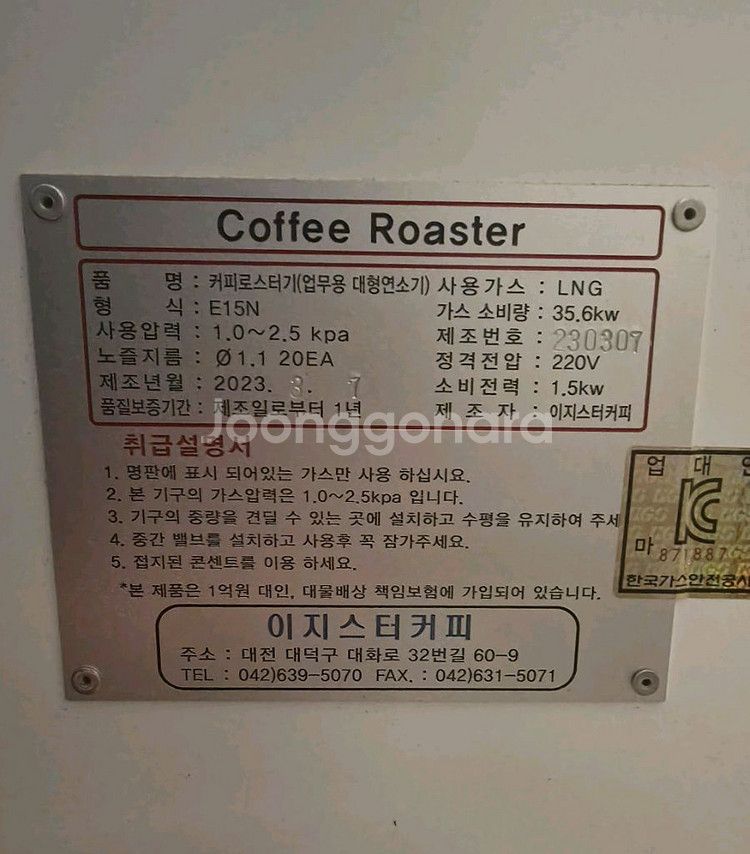 Coffee Roaster
품 명 : 커피로스터기(업무용 대형연소기) 사용가스 : LNG
형 식 : E15N 가스 소비량 : 35.6kw
사용압력 : 1.0~2.5 kpa 제조번호 : 230307
노즐지름 : Ø1.1 20EA 정격전압 : 220V
제조년월 : 2023. 3. 7 소비전력 : 1.5kw
품질보증기간 : 제조일로부터 1년 제 조 자 : 이지스터커피
joonggonara
취급설명서
1. 명판에 표시 되어있는 가스만 사용 하십시요.
2. 본 기구의 가스압력은 1.0~2.5kpa 입니다.
3. 기구의 중량을 견딜 수 있는 곳에 설치하고 수평을 유지하여 주세
4. 중간 밸브를 설치하고 사용후 꼭 잠가주세요.
5. 접지된 콘센트를 이용 하세요.
*본 제품은 1억원 대인, 대물배상 책임보험에 가입되어 있습니다.
이지스터커피
주소 : 대전 대덕구 대화로 32번길 60-9
TEL : 042)639-5070 FAX. : 042)631-5071
업 대 인
KC
마 871887
한국가스안전공사